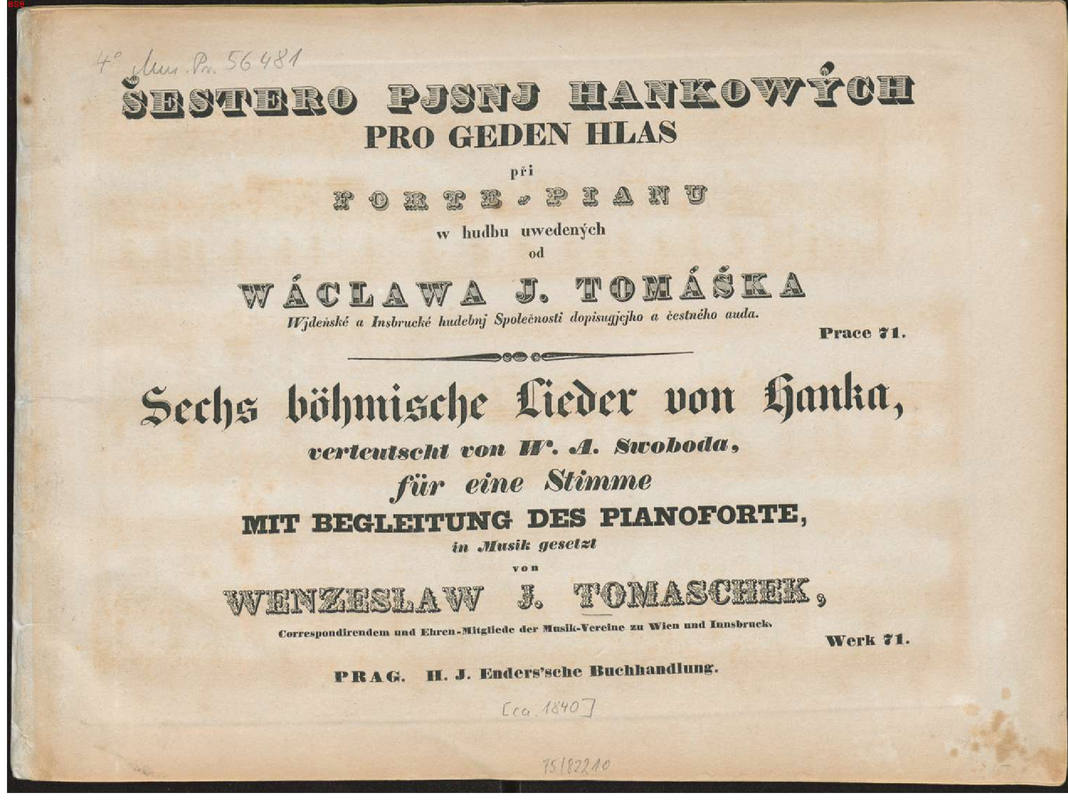 4° Mus. Pr. 56481
ŠESTERO PJSNJ HANKOWÝCH
PRO GEDEN HLAS
při
FORTE-PIANU
w hudbu uwedených
od
WÁCLAWA J. TOMÁŠKA
Wjdeňské a Insbrucké hudebnj Společnosti dopisugjcjho a čestného auda.
Prace 71.
Sechs böhmische Lieder von Hanka,
verteutscht von W. A. Swoboda,
für eine Stimme
MIT BEGLEITUNG DES PIANOFORTE,
in Musik gesetzt
von
WENZESLAW J. TOMASCHEK,
Correspondirendem und Ehren-Mitgliede der Musik-Vereine zu Wien und Innsbruck.
Werk 71.
PRAG. H. J. Enders'sche Buchhandlung.
[ca. 1840]
75/82210